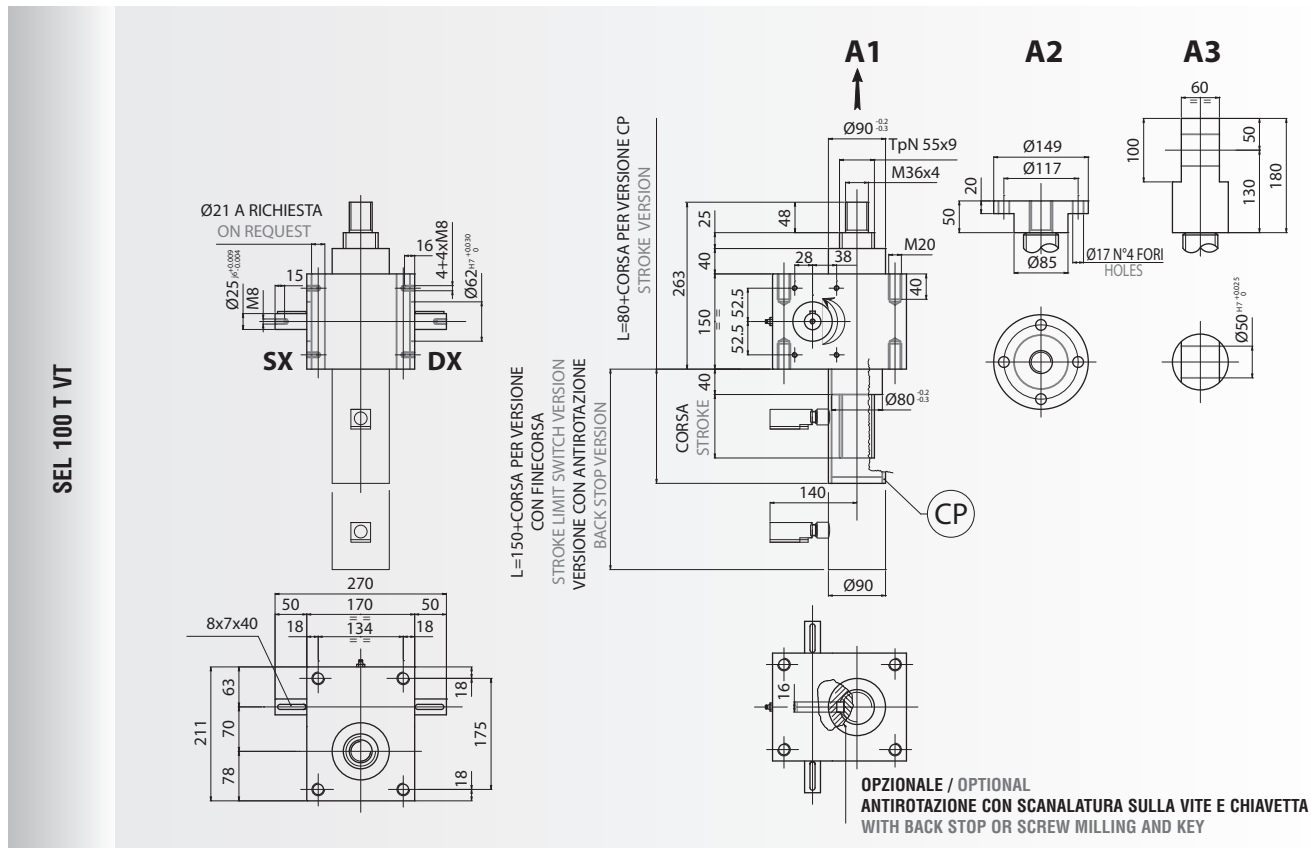 SEL 100 T VT
A1
A2
A3
Ø21 A RICHIESTA
ON REQUEST
16
4+4xM8
Ø62 H7 +0.030 0
15
Ø25 j6 +0.009 -0.004
M8
SX
DX
L=80+CORSA PER VERSIONE CP
STROKE VERSION
Ø90 -0.2 -0.3
TpN 55x9
M36x4
25
48
M20
40
28
38
40
263
150
= =
52.5
52.5
40
Ø80 -0.2 -0.3
CORSA
STROKE
L=150+CORSA PER VERSIONE
CON FINECORSA
STROKE LIMIT SWITCH VERSION
VERSIONE CON ANTIROTAZIONE
BACK STOP VERSION
140
CP
Ø90
Ø149
Ø117
20
50
Ø85
Ø17 N°4 FORI
HOLES
60
= =
100
50
130
180
Ø50 H7 +0.025 0
270
50
170
50
= =
8x7x40
18
134
18
= =
63
18
211
70
175
78
18
16
OPZIONALE / OPTIONAL
ANTIROTAZIONE CON SCANALATURA SULLA VITE E CHIAVETTA
WITH BACK STOP OR SCREW MILLING AND KEY